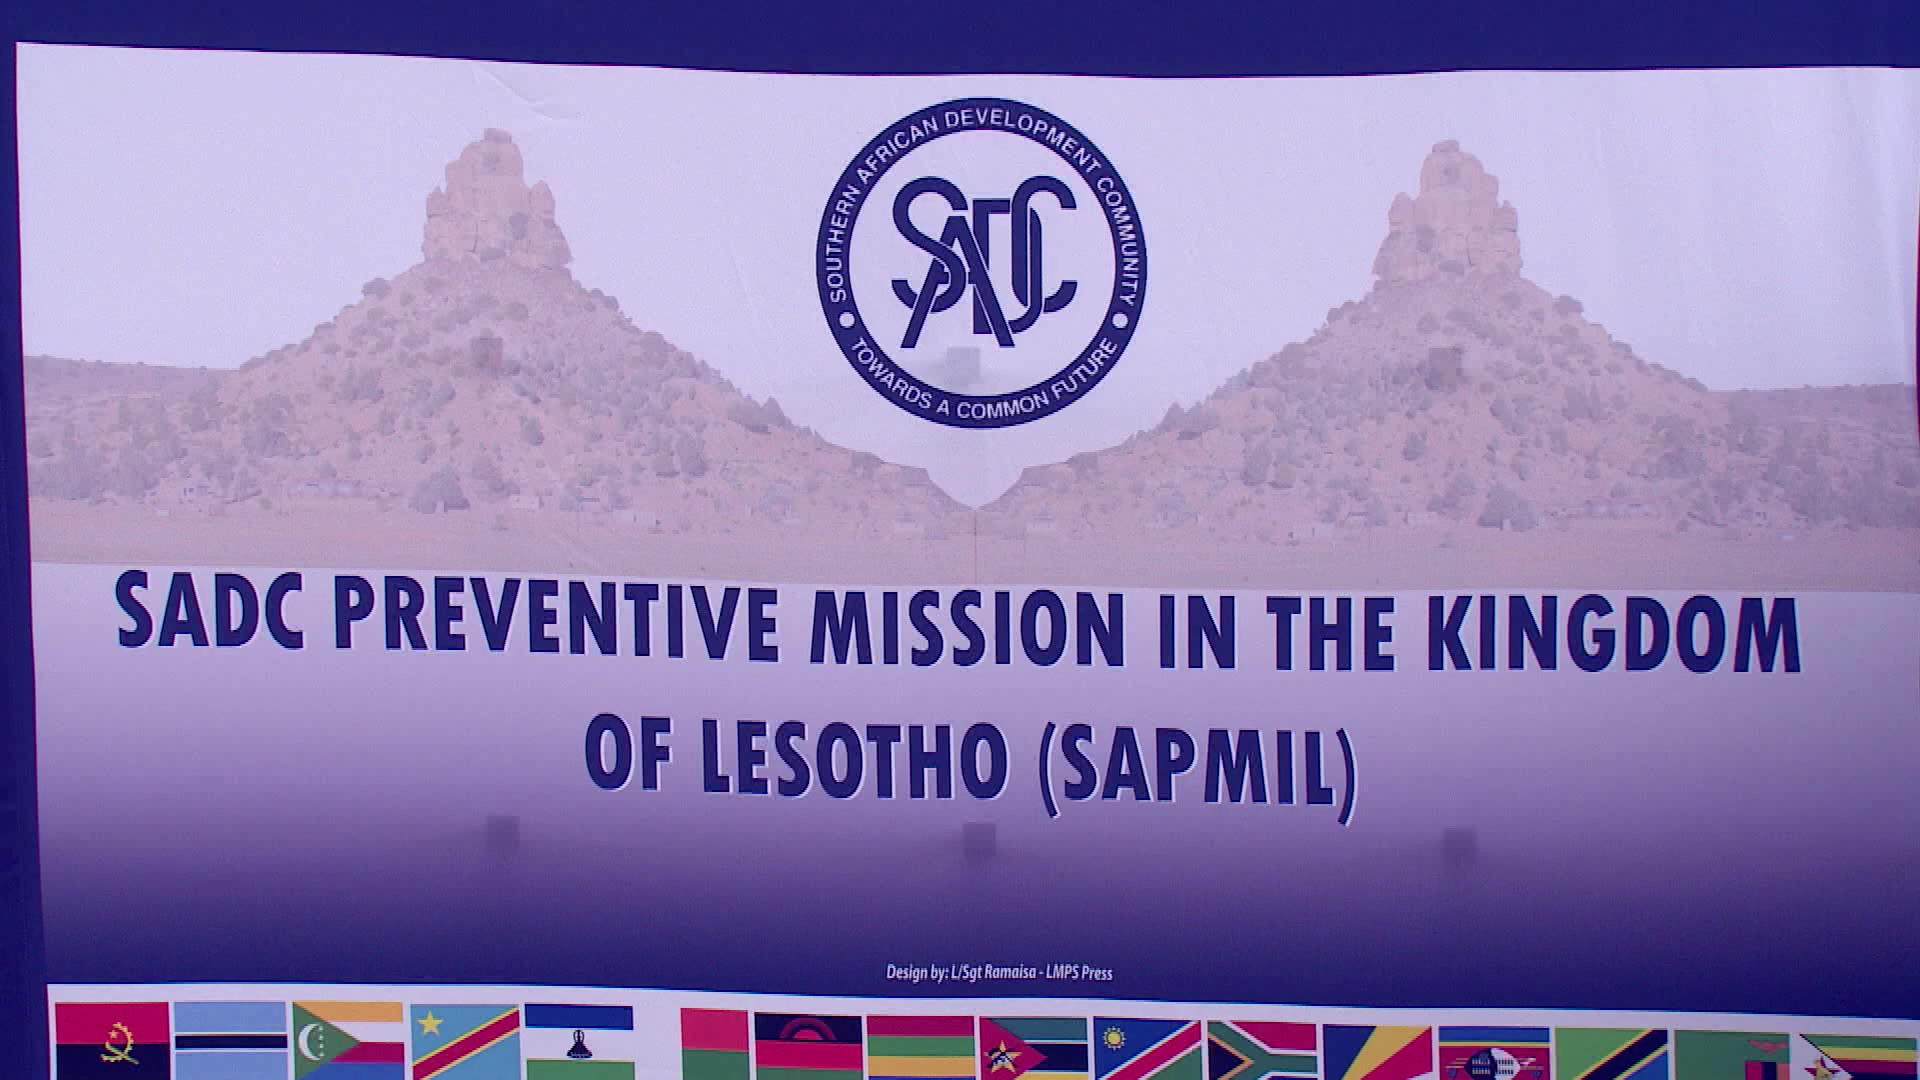 SOUTHERN AFRICAN DEVELOPMENT COMMUNITY
SADC
TOWARDS A COMMON FUTURE
SADC PREVENTIVE MISSION IN THE KINGDOM
OF LESOTHO (SAPMIL)
Design by: L/Sgt Ramaisa - LMPS Press